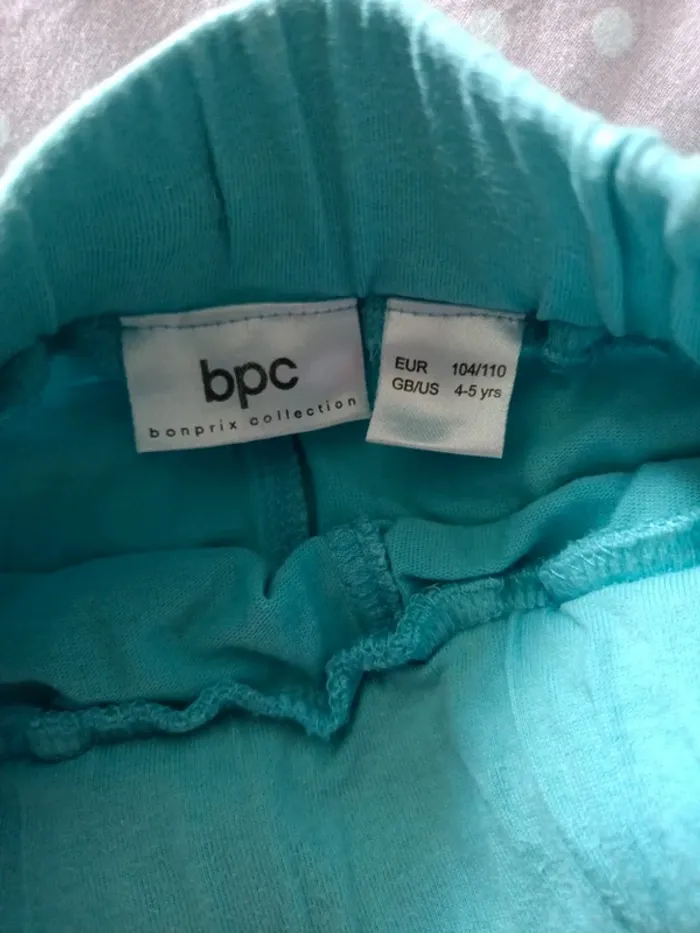 bpc
bonprix collection
EUR 104/110
GB/US 4-5 yrs